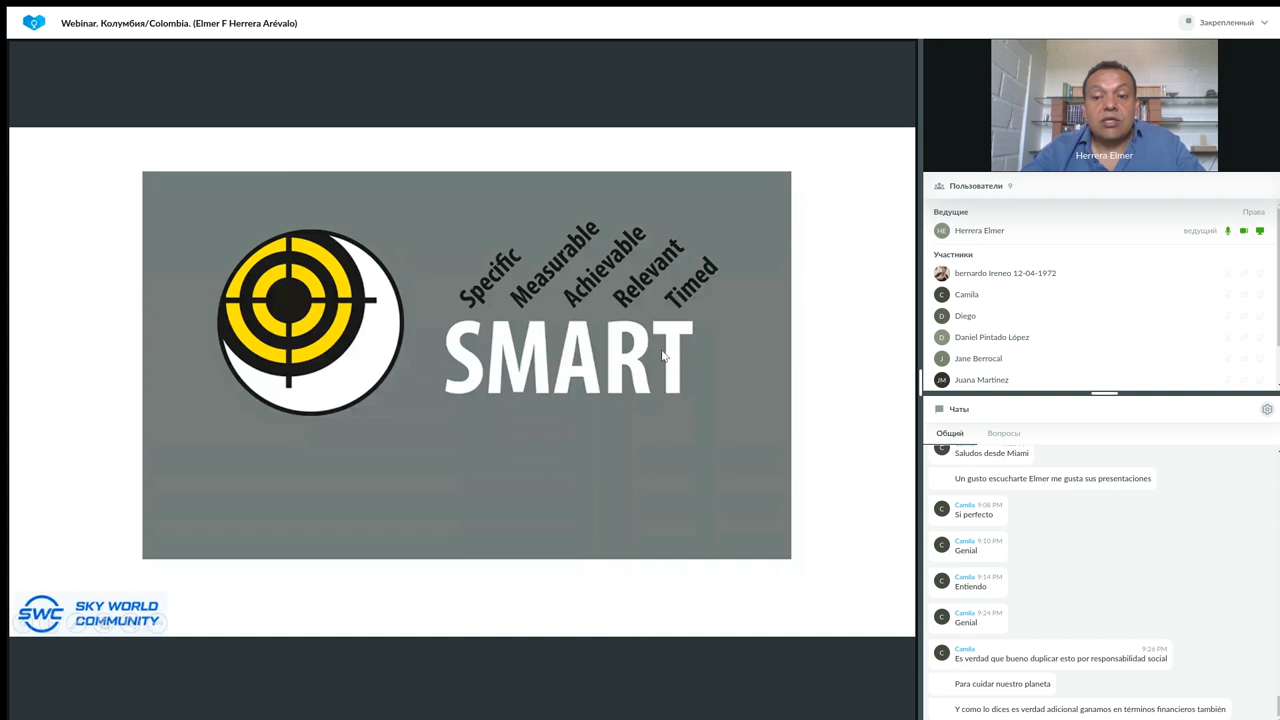 Webinar. Колумбия/Colombia. (Elmer F Herrera Arévalo)
Закрепленный
Specific
Measurable
Achievable
Relevant
Timed
SMART
SWC
SKY WORLD
COMMUNITY
Herrera Elmer
Пользователи 9
Ведущие
Права
HE
Herrera Elmer
ведущий
Участники
bernardo Ireneo 12-04-1972
C
Camila
D
Diego
D
Daniel Pintado López
J
Jane Berrocal
JM
Juana Martinez
Чаты
Общий
Вопросы
Saludos desde Miami
Un gusto escucharte Elmer me gusta sus presentaciones
C
Camila 9:08 PM
Si perfecto
C
Camila 9:10 PM
Genial
C
Camila 9:14 PM
Entiendo
C
Camila 9:24 PM
Genial
C
Camila 9:26 PM
Es verdad que bueno duplicar esto por responsabilidad social
Para cuidar nuestro planeta
Y como lo dices es verdad adicional ganamos en términos financieros también